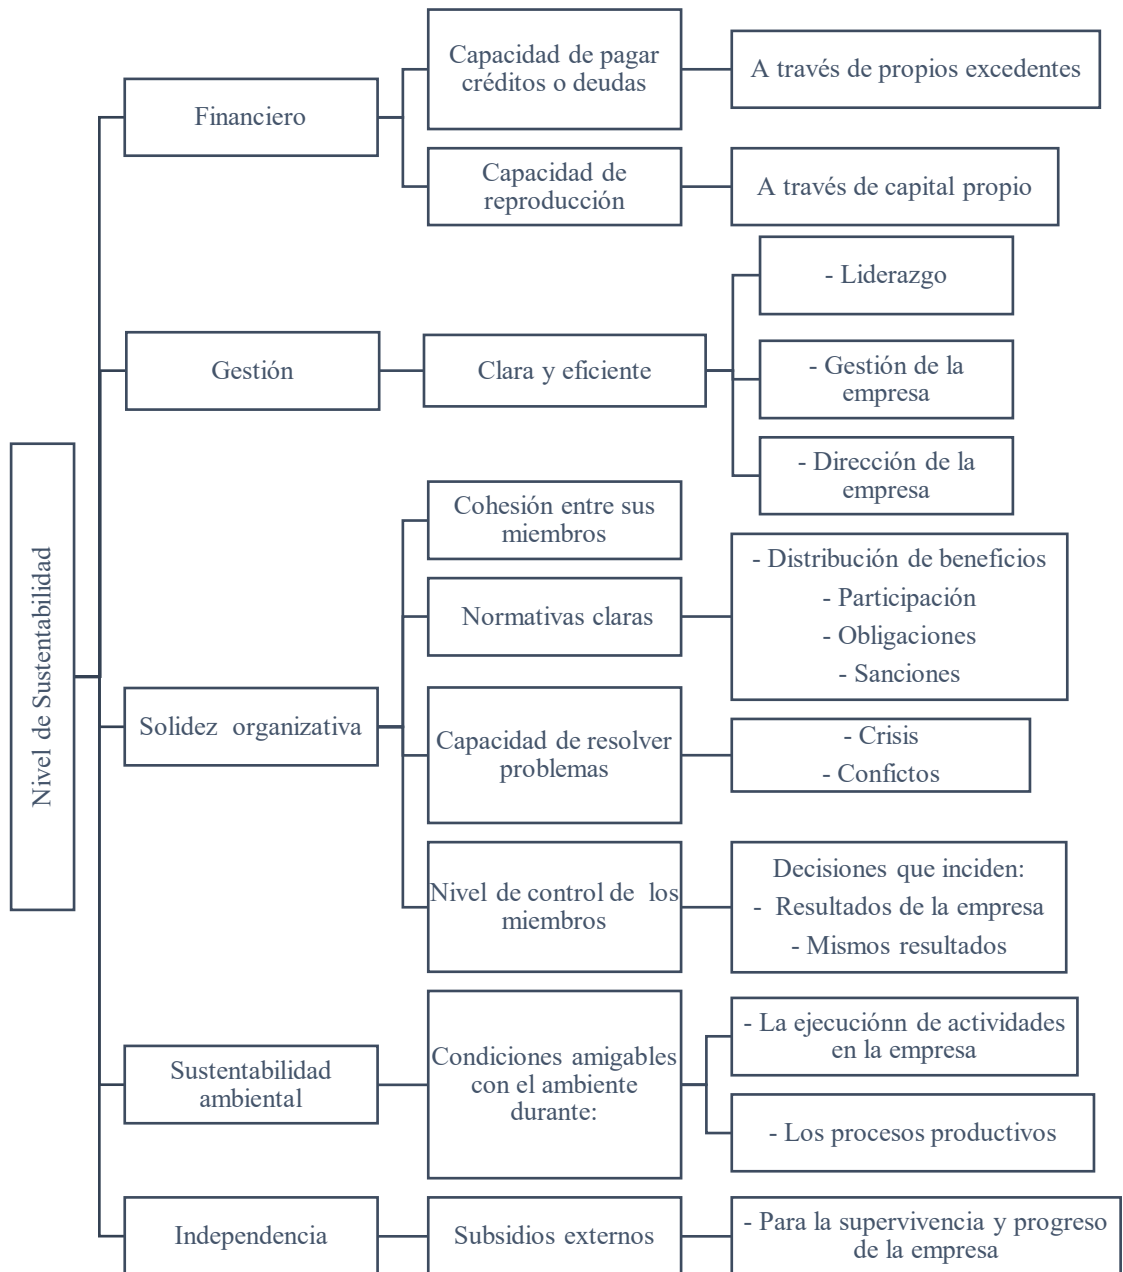 Nivel de Sustentabilidad
Financiero
Capacidad de pagar
créditos o deudas
A través de propios excedentes
Capacidad de
reproducción
A través de capital propio
Gestión
Clara y eficiente
- Liderazgo
- Gestión de la
empresa
- Dirección de la
empresa
Solidez organizativa
Cohesión entre sus
miembros
Normativas claras
- Distribución de beneficios
- Participación
- Obligaciones
- Sanciones
Capacidad de resolver
problemas
- Crisis
- Confictos
Nivel de control de los
miembros
Decisiones que inciden:
- Resultados de la empresa
- Mismos resultados
Sustentabilidad
ambiental
Condiciones amigables
con el ambiente
durante:
- La ejecuciónn de actividades
en la empresa
- Los procesos productivos
Independencia
Subsidios externos
- Para la supervivencia y progreso
de la empresa